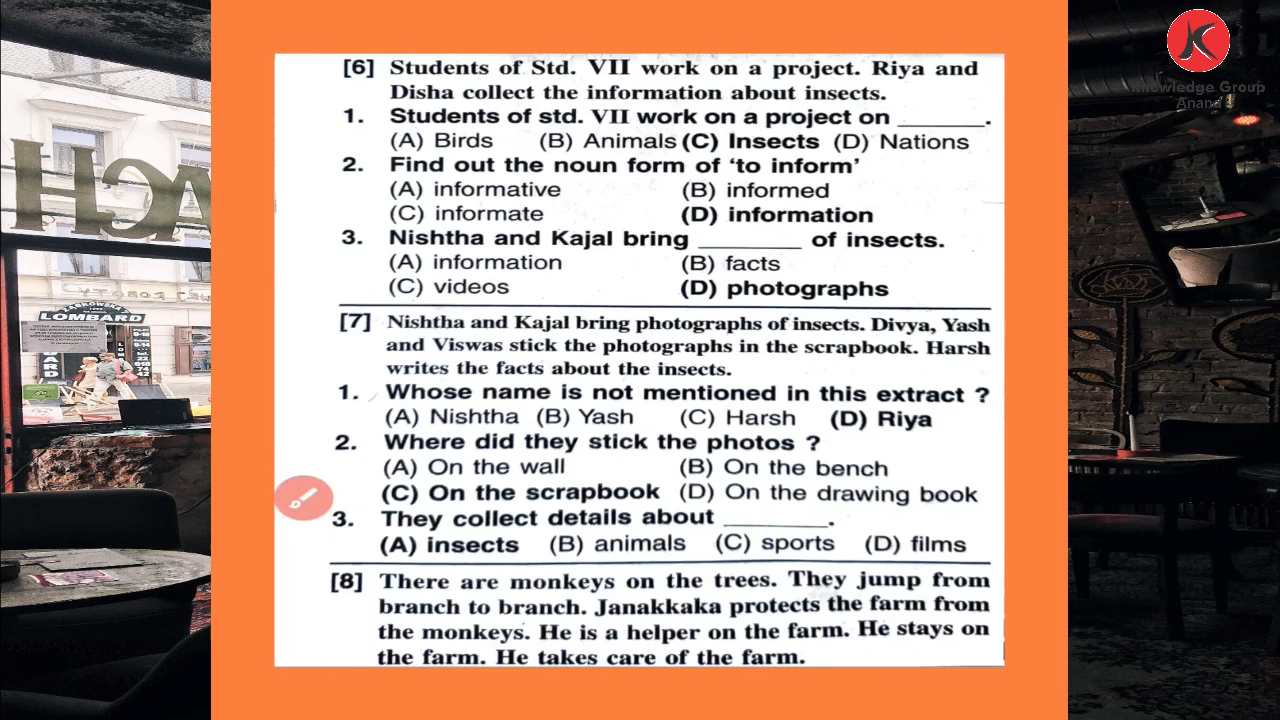 Knowledge Group
Anand
[6] Students of Std. VII work on a project. Riya and
Disha collect the information about insects.
1. Students of std. VII work on a project on ______.
(A) Birds (B) Animals (C) Insects (D) Nations
2. Find out the noun form of ‘to inform’
(A) informative (B) informed
(C) informate (D) information
3. Nishtha and Kajal bring _______ of insects.
(A) information (B) facts
(C) videos (D) photographs
[7] Nishtha and Kajal bring photographs of insects. Divya, Yash
and Viswas stick the photographs in the scrapbook. Harsh
writes the facts about the insects.
1. Whose name is not mentioned in this extract ?
(A) Nishtha (B) Yash (C) Harsh (D) Riya
2. Where did they stick the photos ?
(A) On the wall (B) On the bench
(C) On the scrapbook (D) On the drawing book
3. They collect details about _______.
(A) insects (B) animals (C) sports (D) films
[8] There are monkeys on the trees. They jump from
branch to branch. Janakkaka protects the farm from
the monkeys. He is a helper on the farm. He stays on
the farm. He takes care of the farm.
LOMBARD